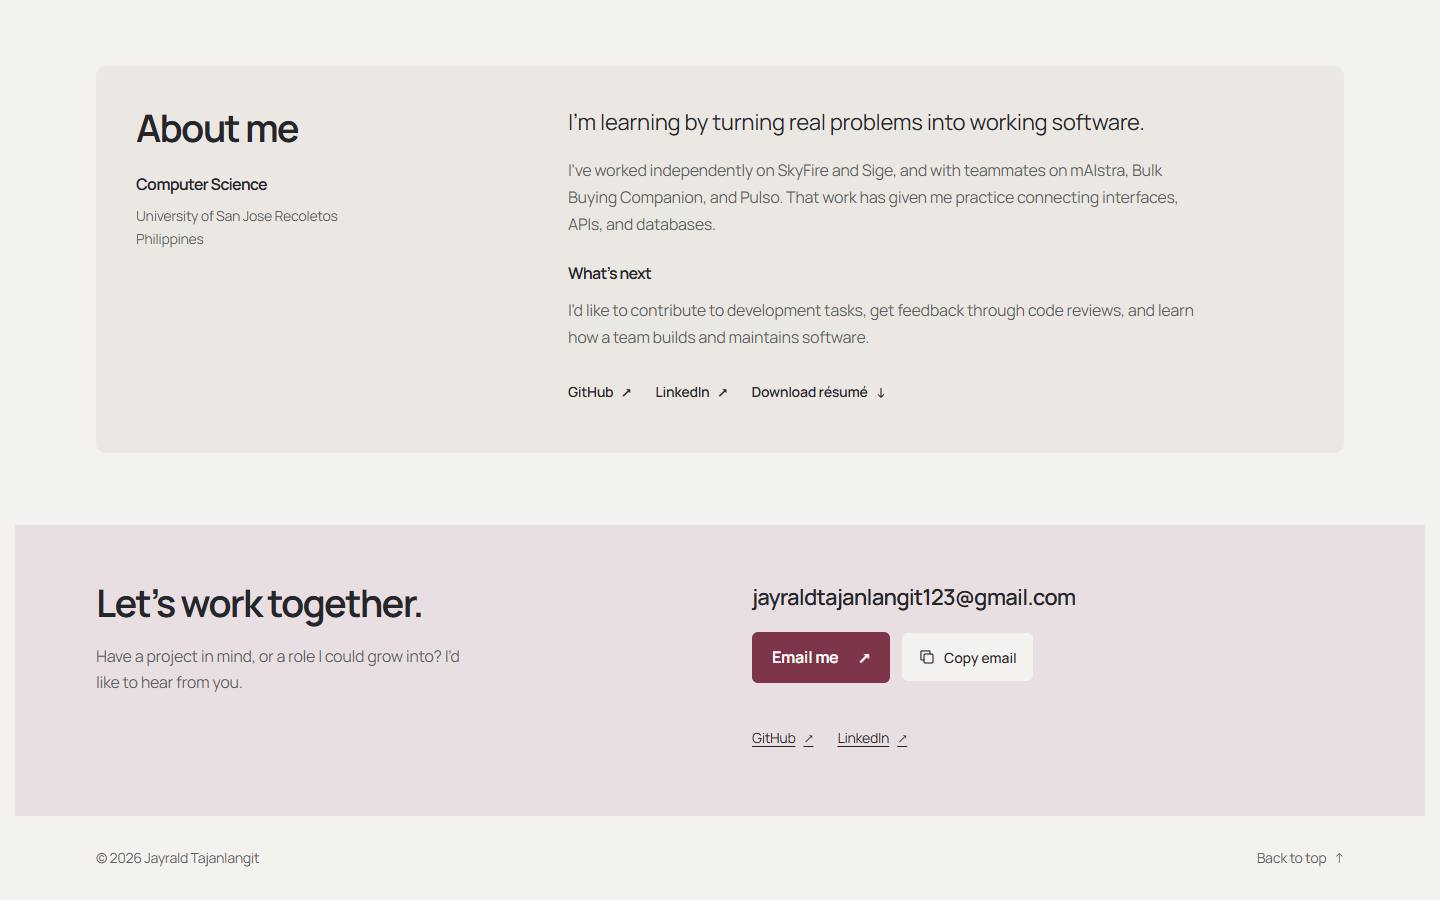 About me
Computer Science
University of San Jose Recoletos
Philippines
I’m learning by turning real problems into working software.
I’ve worked independently on SkyFire and Sige, and with teammates on mAIstra, Bulk
Buying Companion, and Pulso. That work has given me practice connecting interfaces,
APIs, and databases.
What’s next
I’d like to contribute to development tasks, get feedback through code reviews, and learn
how a team builds and maintains software.
GitHub ↗ LinkedIn ↗ Download résumé ↓
Let’s work together.
Have a project in mind, or a role I could grow into? I’d
like to hear from you.
jayraldtajanlangit123@gmail.com
Email me ↗ Copy email
GitHub ↗ LinkedIn ↗
© 2026 Jayrald Tajanlangit
Back to top ↑